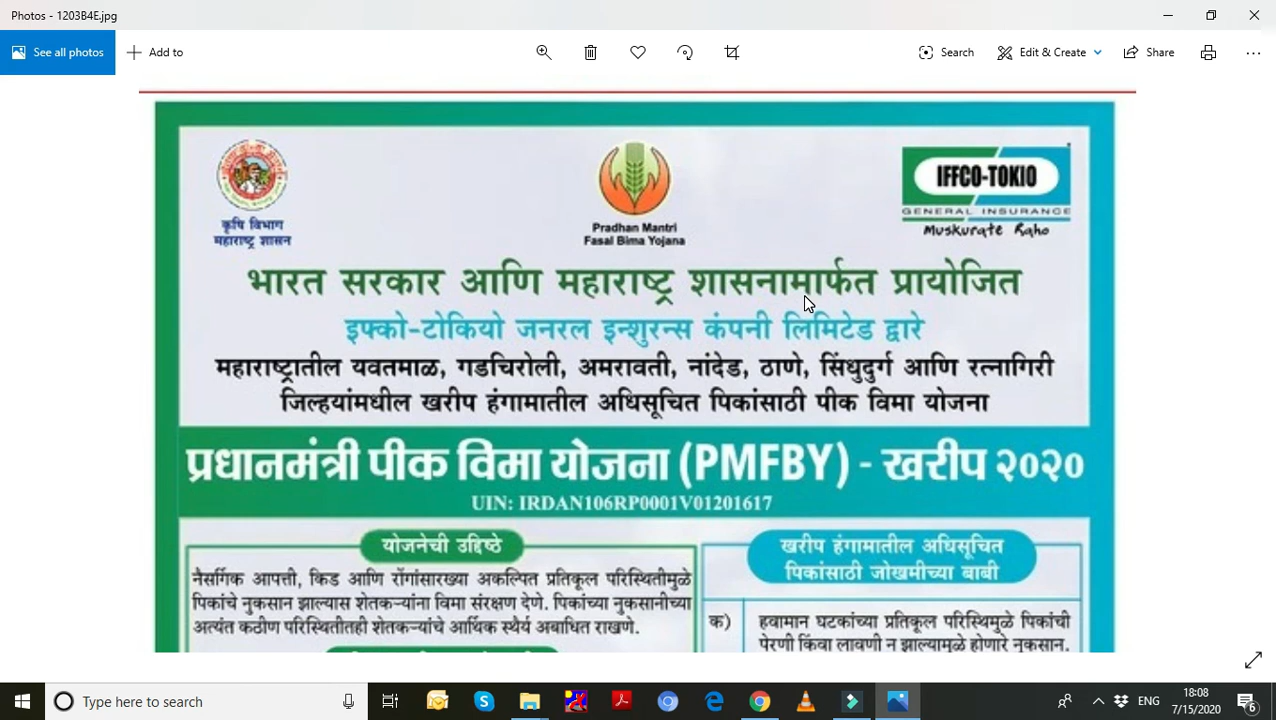 Photos - 1203B4E.jpg
See all photos
Add to
Search
Edit & Create
Share
कृषि विभाग
महाराष्ट्र शासन
Pradhan Mantri
Fasal Bima Yojana
IFFCO-TOKIO
GENERAL INSURANCE
Muskurate Raho
भारत सरकार आणि महाराष्ट्र शासनामार्फत प्रायोजित
इफ्को-टोकियो जनरल इन्शुरन्स कंपनी लिमिटेड द्वारे
महाराष्ट्रातील यवतमाळ, गडचिरोली, अमरावती, नांदेड, ठाणे, सिंधुदुर्ग आणि रत्नागिरी
जिल्हयांमधील खरीप हंगामातील अधिसूचित पिकांसाठी पीक विमा योजना
प्रधानमंत्री पीक विमा योजना (PMFBY) - खरीप २०२०
UIN: IRDAN106RP0001V01201617
योजनेची उद्दिष्ठे
नैसर्गिक आपत्ती, किड आणि रोंगांसारख्या अकल्पित प्रतिकूल परिस्थितीमुळे
पिकांचे नुकसान झाल्यास शेतकऱ्यांना विमा संरक्षण देणे. पिकांच्या नुकसानीच्या
अत्यंत कठीण परिस्थितीतही शेतकऱ्यांचे आर्थिक स्थैर्य अबाधित राखणे.
खरीप हंगामातील अधिसूचित
पिकांसाठी जोखमीच्या बाबी
क) हवामान घटकांच्या प्रतिकूल परिस्थिमुळे पिकांची
पेरणी किंवा लावणी न झाल्यामुळे होणारे नुकसान.
Type here to search
ENG
18:08
7/15/2020
6